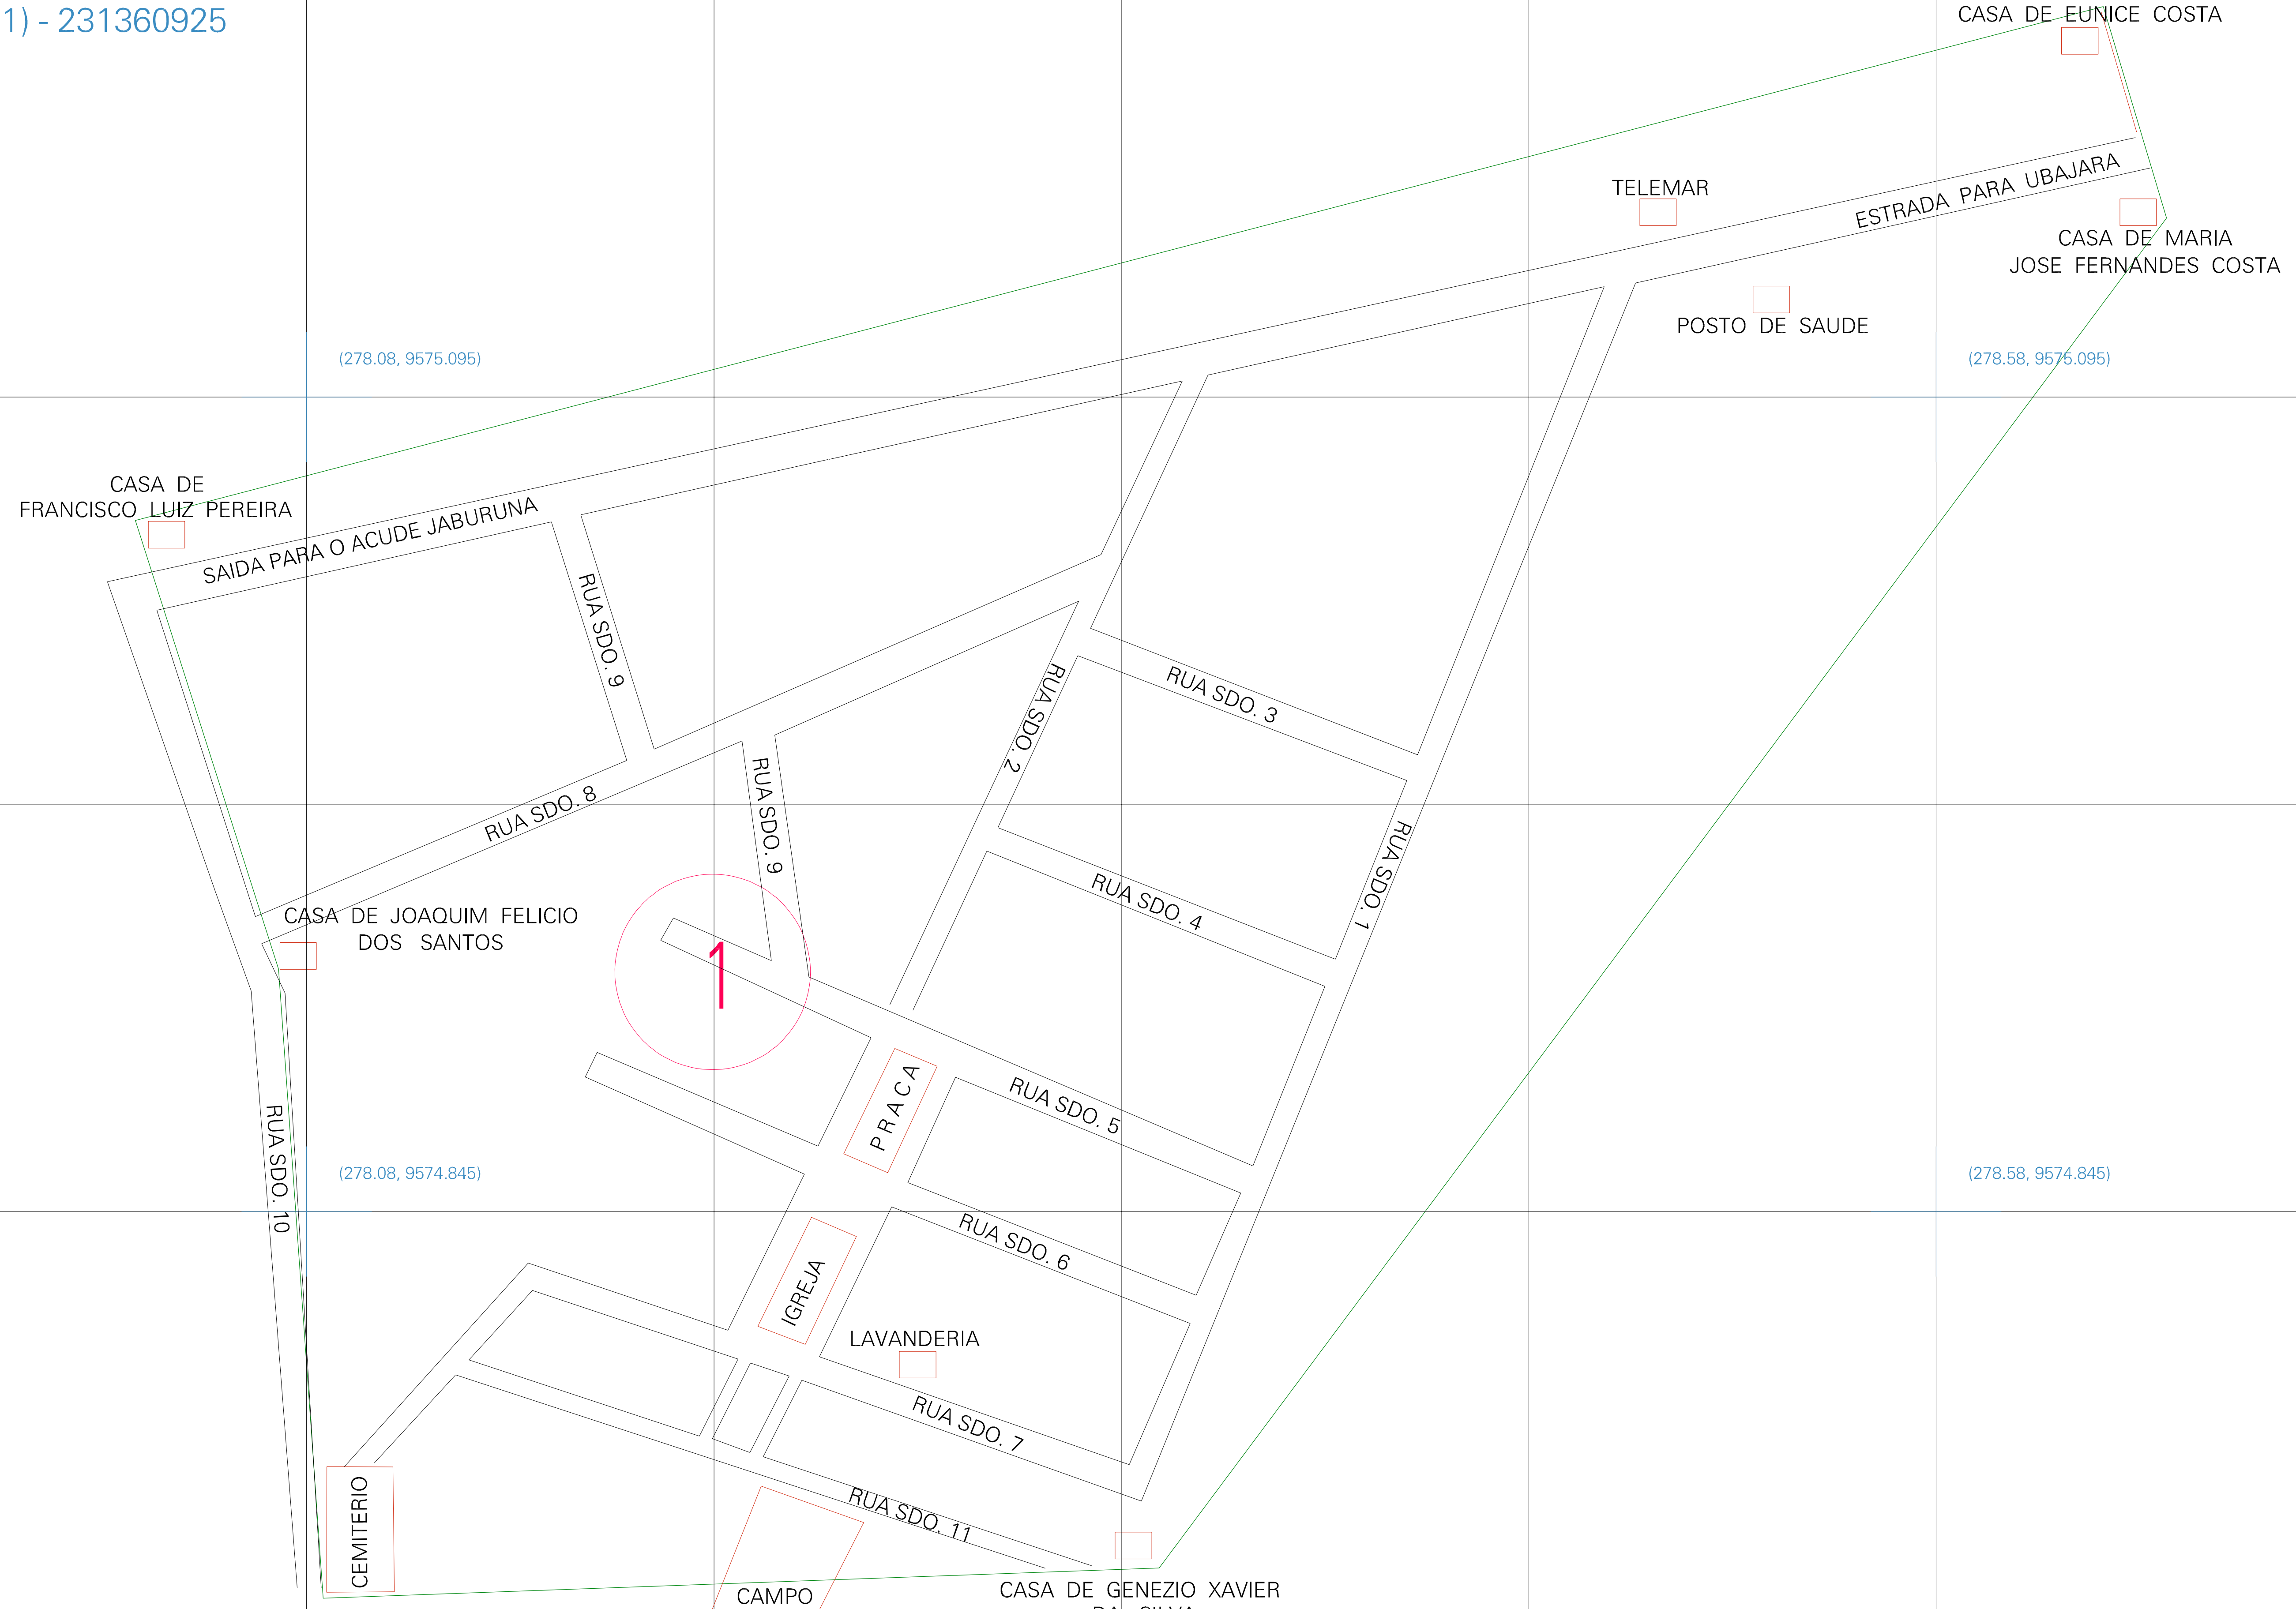 1) - 231360925
CASA DE EUNICE COSTA
TELEMAR
ESTRADA PARA UBAJARA
CASA DE MARIA
JOSE FERNANDES COSTA
POSTO DE SAUDE
(278.08, 9575.095)
(278.58, 9575.095)
CASA DE
FRANCISCO LUIZ PEREIRA
SAIDA PARA O ACUDE JABURUNA
RUA SDO. 9
RUA SDO. 3
RUA SDO. 2
RUA SDO. 8
RUA SDO. 9
RUA SDO. 1
RUA SDO. 4
CASA DE JOAQUIM FELICIO
DOS SANTOS
1
PRACA
RUA SDO. 5
RUA SDO. 10
(278.08, 9574.845)
(278.58, 9574.845)
RUA SDO. 6
IGREJA
LAVANDERIA
RUA SDO. 7
CEMITERIO
RUA SDO. 11
CAMPO
CASA DE GENEZIO XAVIER
DA SILVA